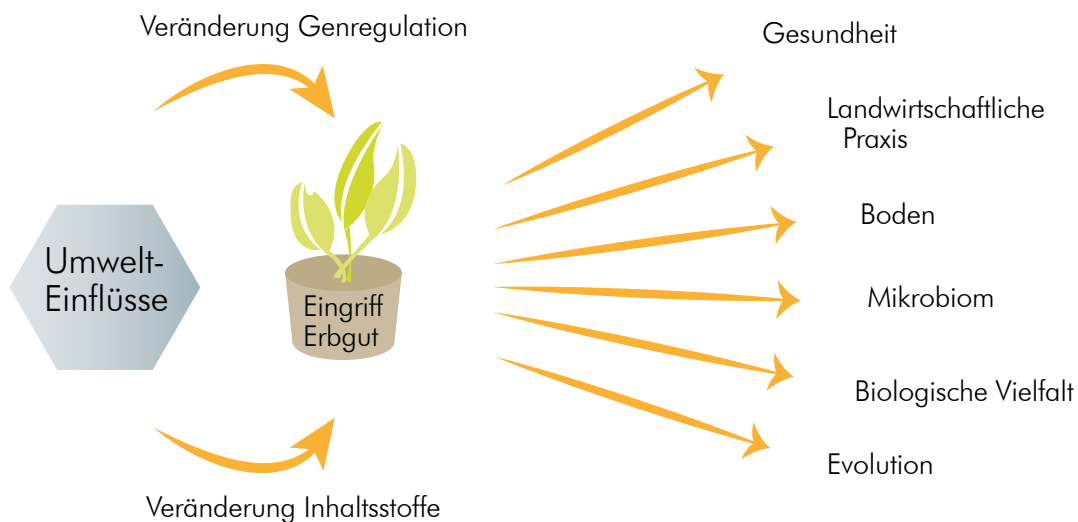 Veränderung Genregulation
Umwelt-
Einflüsse
Eingriff
Erbgut
Veränderung Inhaltsstoffe
Gesundheit
Landwirtschaftliche
Praxis
Boden
Mikrobiom
Biologische Vielfalt
Evolution